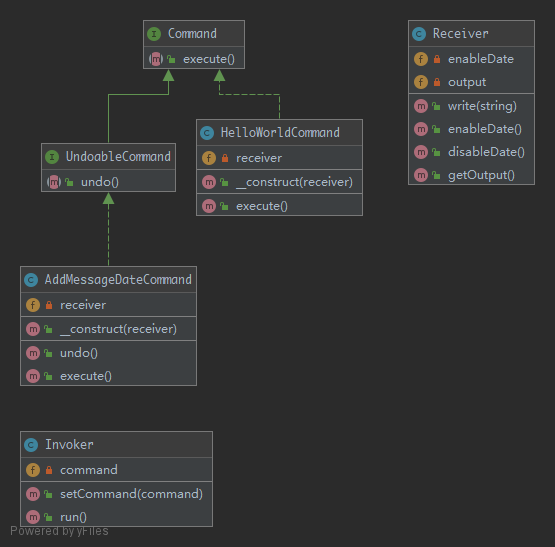 Command
execute()
UndoableCommand
undo()
HelloWorldCommand
receiver
__construct(receiver)
execute()
AddMessageDateCommand
receiver
__construct(receiver)
undo()
execute()
Receiver
enableDate
output
write(string)
enableDate()
disableDate()
getOutput()
Invoker
command
setCommand(command)
run()
Powered by yFiles